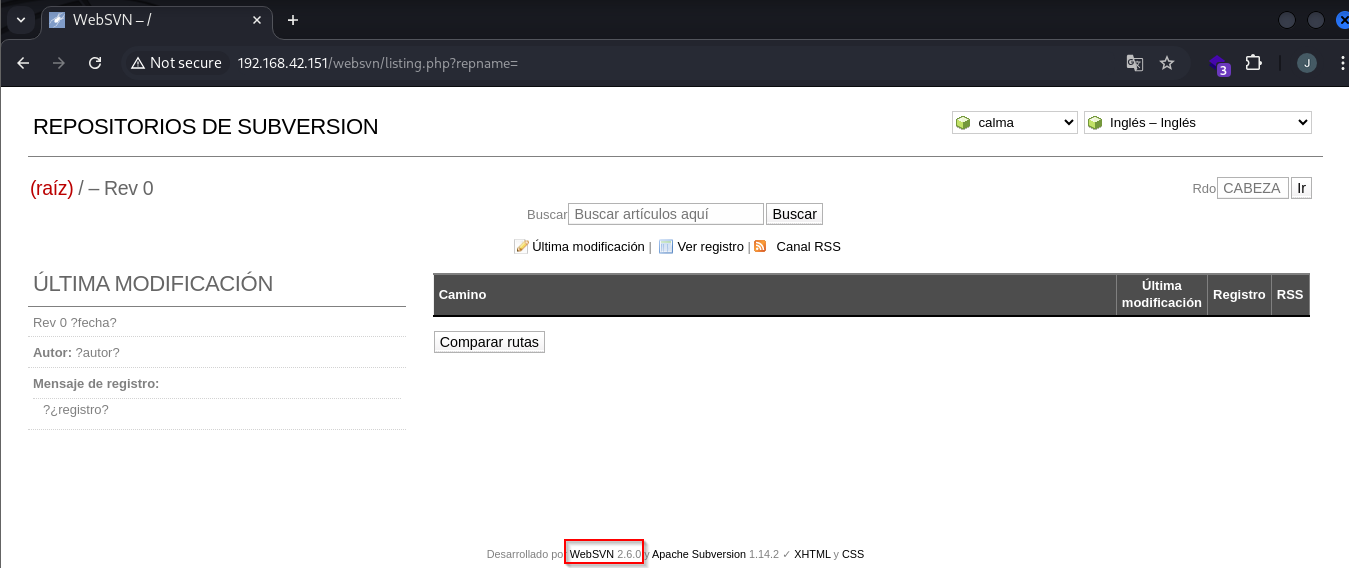 WebSVN – /
Not secure 192.168.42.151/websvn/listing.php?repname=
3
J
REPOSITORIOS DE SUBVERSION
calma
Inglés – Inglés
(raíz) / – Rev 0
Rdo CABEZA Ir
Buscar Buscar artículos aquí Buscar
Última modificación | Ver registro | Canal RSS
ÚLTIMA MODIFICACIÓN
Rev 0 ?fecha?
Autor: ?autor?
Mensaje de registro:
?¿registro?
Camino Última modificación Registro RSS
Comparar rutas
Desarrollado po WebSVN 2.6.0 y Apache Subversion 1.14.2 ✓ XHTML y CSS